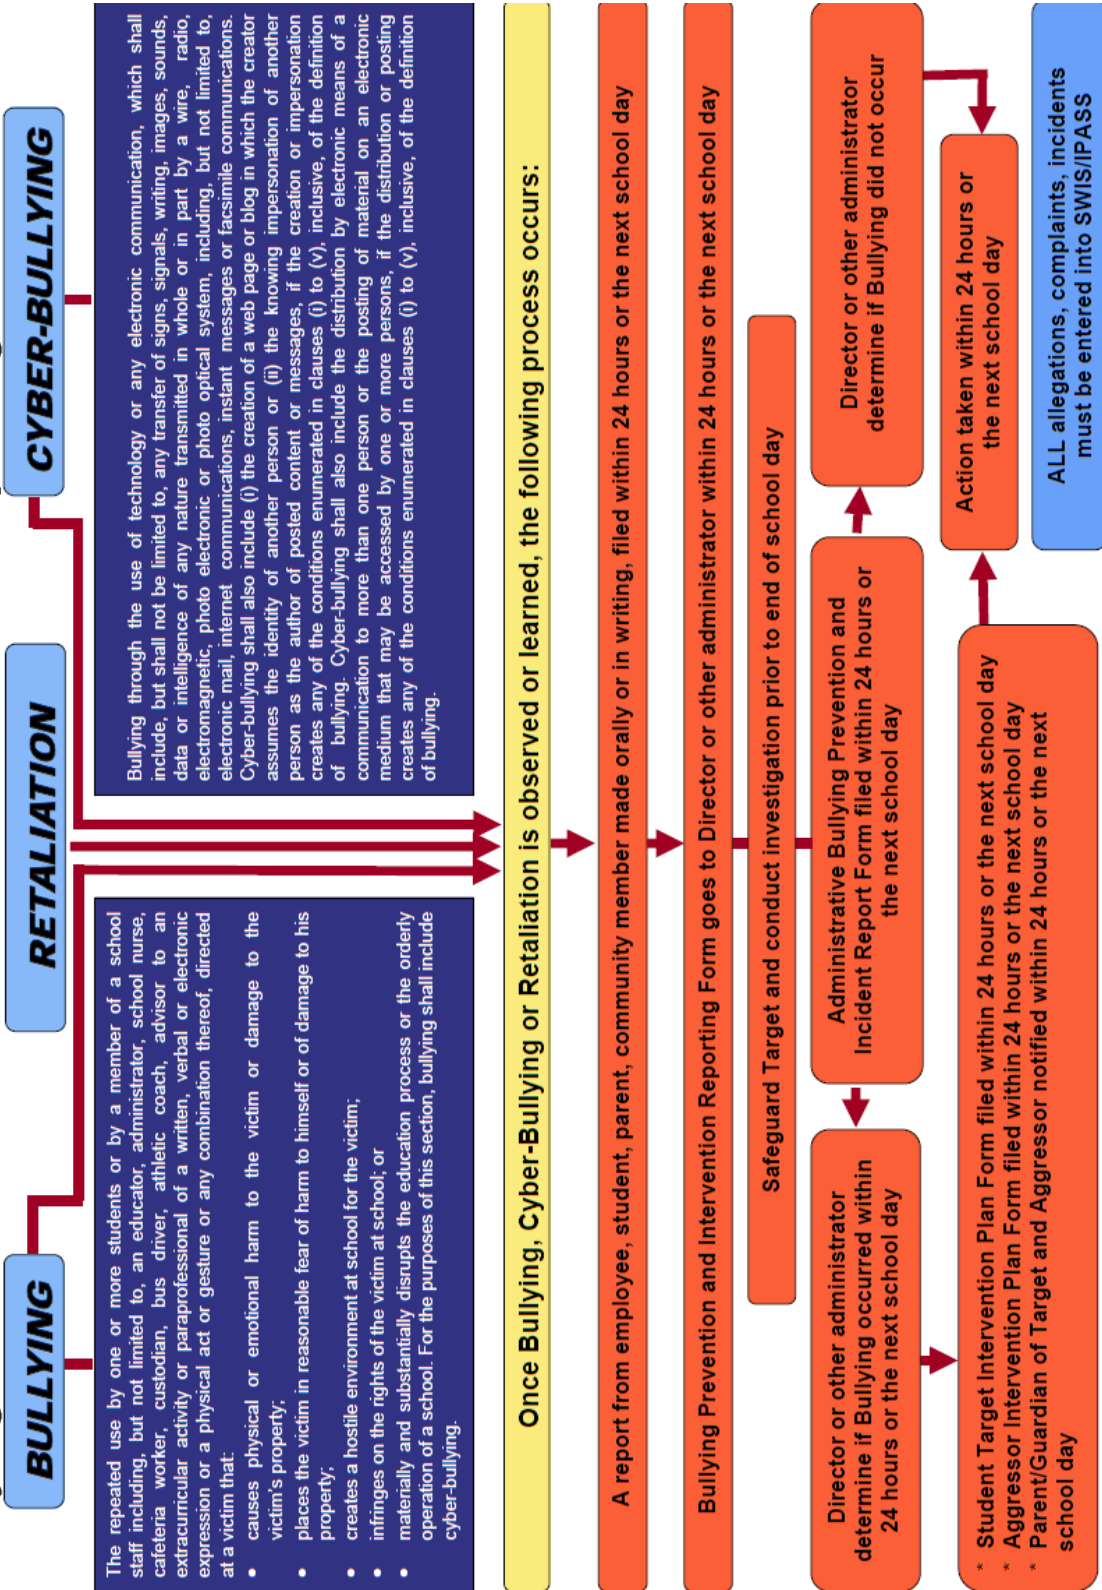 BULLYING
RETALIATION
CYBER-BULLYING
The repeated use by one or more students or by a member of a school
staff including, but not limited to, an educator, administrator, school nurse,
cafeteria worker, custodian, bus driver, athletic coach, advisor to an
extracurricular activity or paraprofessional of a written, verbal or electronic
expression or a physical act or gesture or any combination thereof, directed
at a victim that:
• causes physical or emotional harm to the victim or damage to the
victim's property;
• places the victim in reasonable fear of harm to himself or of damage to his
property;
• creates a hostile environment at school for the victim;
• infringes on the rights of the victim at school; or
• materially and substantially disrupts the education process or the orderly
operation of a school. For the purposes of this section, bullying shall include
cyber-bullying.
Bullying through the use of technology or any electronic communication, which shall
include, but shall not be limited to, any transfer of signs, signals, writing, images, sounds,
data or intelligence of any nature transmitted in whole or in part by a wire, radio,
electromagnetic, photo electronic or photo optical system, including, but not limited to,
electronic mail, internet communications, instant messages or facsimile communications.
Cyber-bullying shall also include (i) the creation of a web page or blog in which the creator
assumes the identity of another person or (ii) the knowing impersonation of another
person as the author of posted content or messages, if the creation or impersonation
creates any of the conditions enumerated in clauses (i) to (v), inclusive, of the definition
of bullying. Cyber-bullying shall also include the distribution by electronic means of a
communication to more than one person or the posting of material on an electronic
medium that may be accessed by one or more persons, if the distribution or posting
creates any of the conditions enumerated in clauses (i) to (v), inclusive, of the definition
of bullying.
Once Bullying, Cyber-Bullying or Retaliation is observed or learned, the following process occurs:
A report from employee, student, parent, community member made orally or in writing, filed within 24 hours or the next school day
Bullying Prevention and Intervention Reporting Form goes to Director or other administrator within 24 hours or the next school day
Safeguard Target and conduct investigation prior to end of school day
Director or other administrator
determine if Bullying occurred within
24 hours or the next school day
Administrative Bullying Prevention and
Incident Report Form filed within 24 hours or
the next school day
Director or other administrator
determine if Bullying did not occur
* Student Target Intervention Plan Form filed within 24 hours or the next school day
* Aggressor Intervention Plan Form filed within 24 hours or the next school day
* Parent/Guardian of Target and Aggressor notified within 24 hours or the next
school day
Action taken within 24 hours or
the next school day
ALL allegations, complaints, incidents
must be entered into SWIS/IPASS